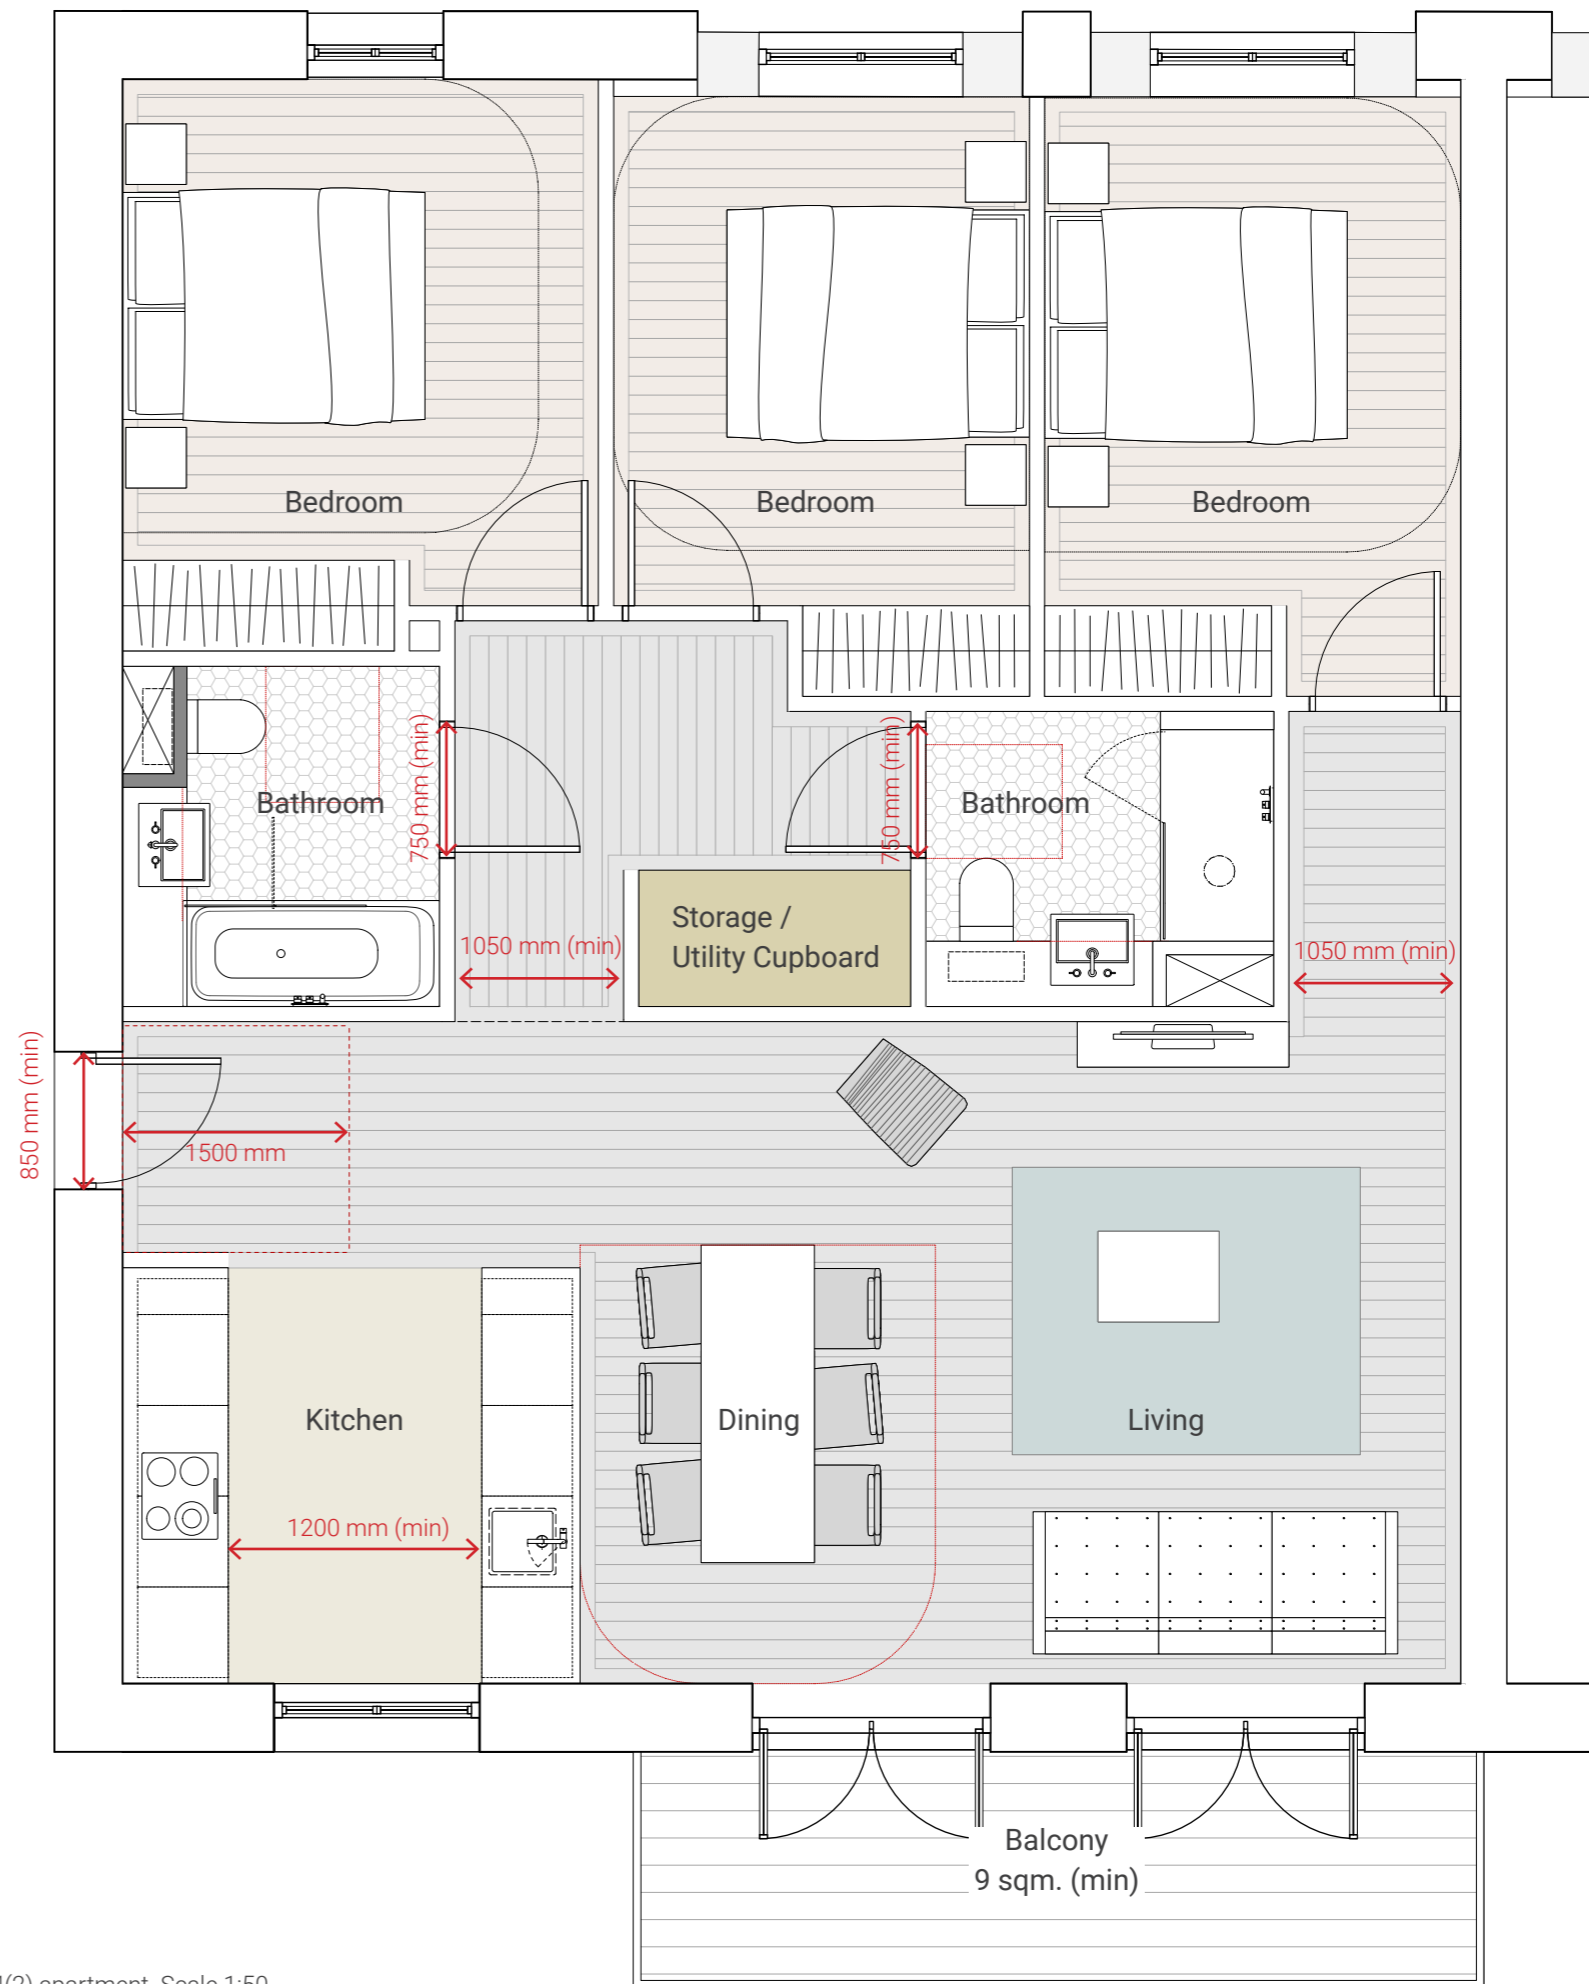 Bedroom
Bedroom
Bedroom
750 mm (min)
750 mm (min)
Bathroom
Bathroom
Storage /
Utility Cupboard
1050 mm (min)
1050 mm (min)
850 mm (min)
1500 mm
Kitchen
Dining
Living
1200 mm (min)
Balcony
9 sqm. (min)
apartment. Scale 1:50